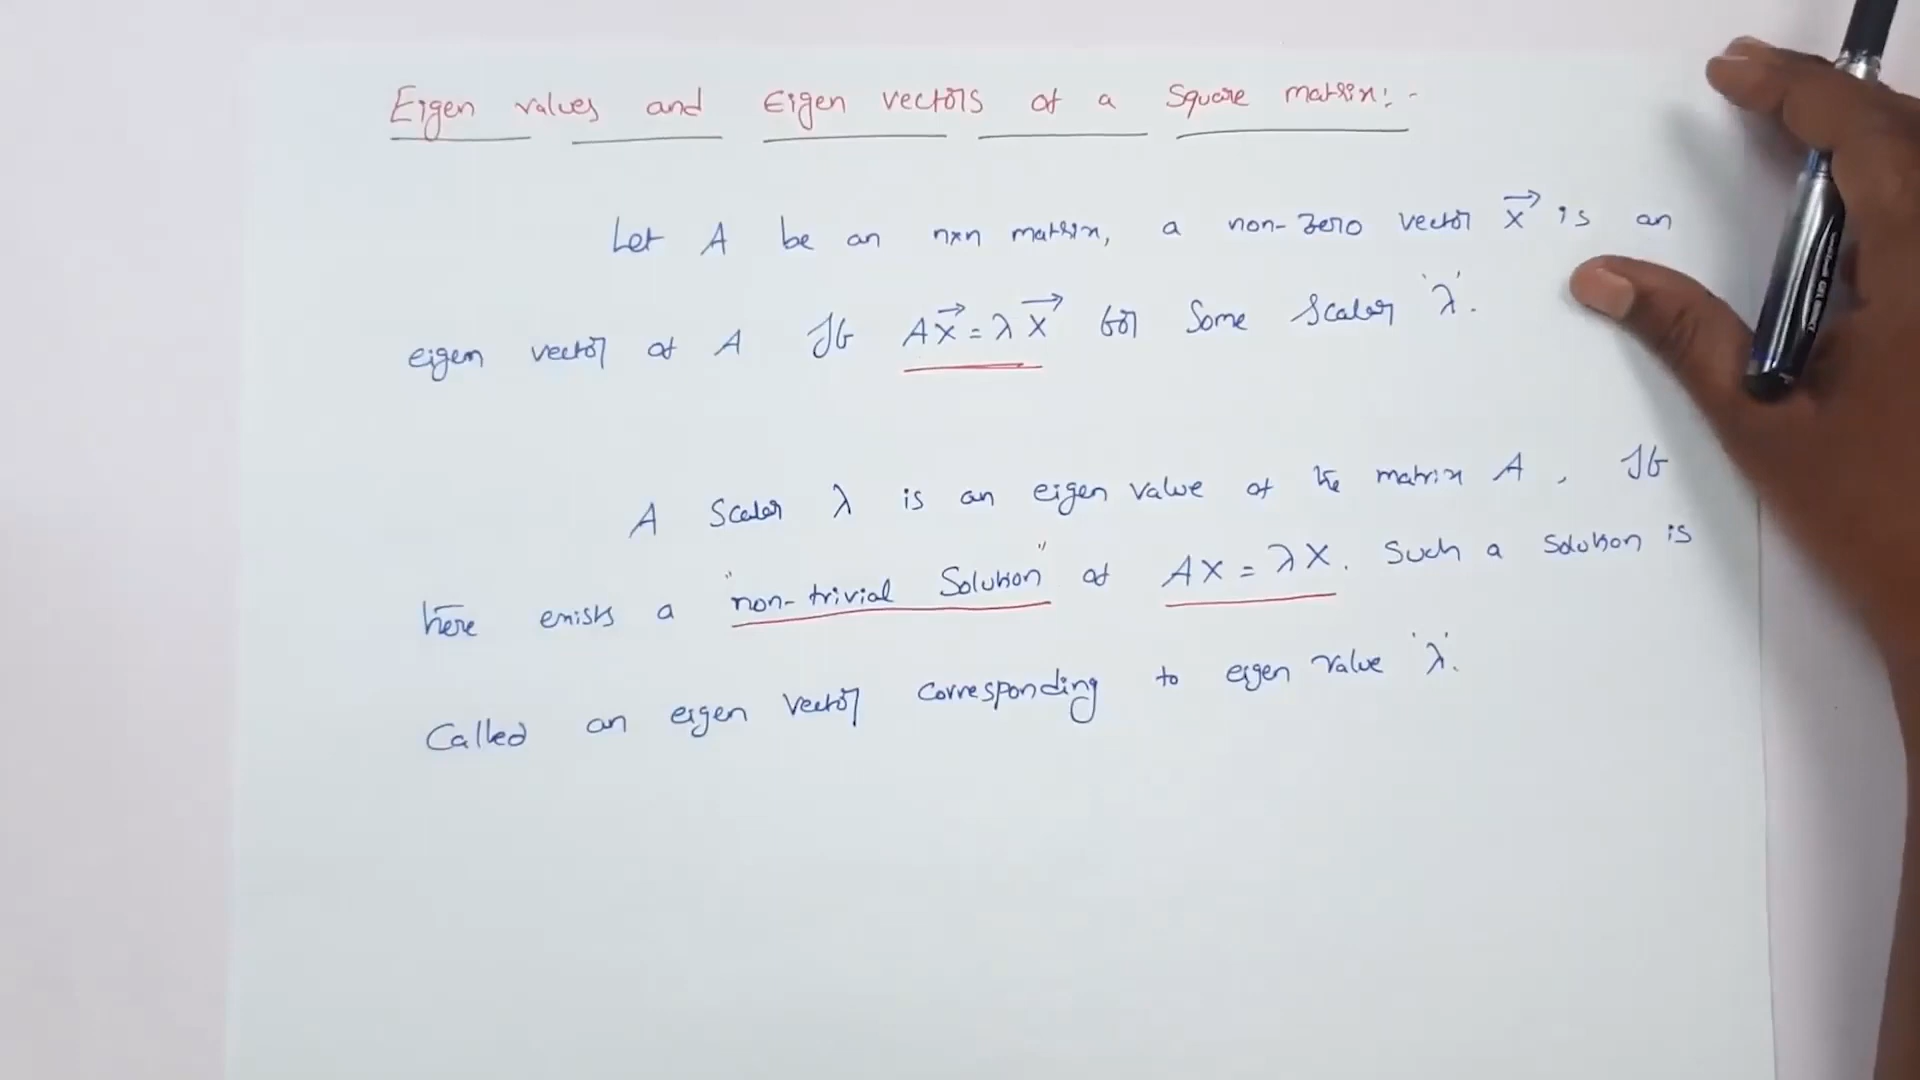 Eigen values and Eigen vectors of a Square matrix:-
Let A be an nxn matrix, a non-zero vector x⃗ is an
eigen vector of A If Ax⃗ = λx⃗ for Some Scalar 'λ'.
A Scalar λ is an eigen value of the matrix A, If
there exists a "non-trivial Solution" of AX = λX. Such a Solution is
Called an eigen vector Corresponding to eigen value 'λ'.